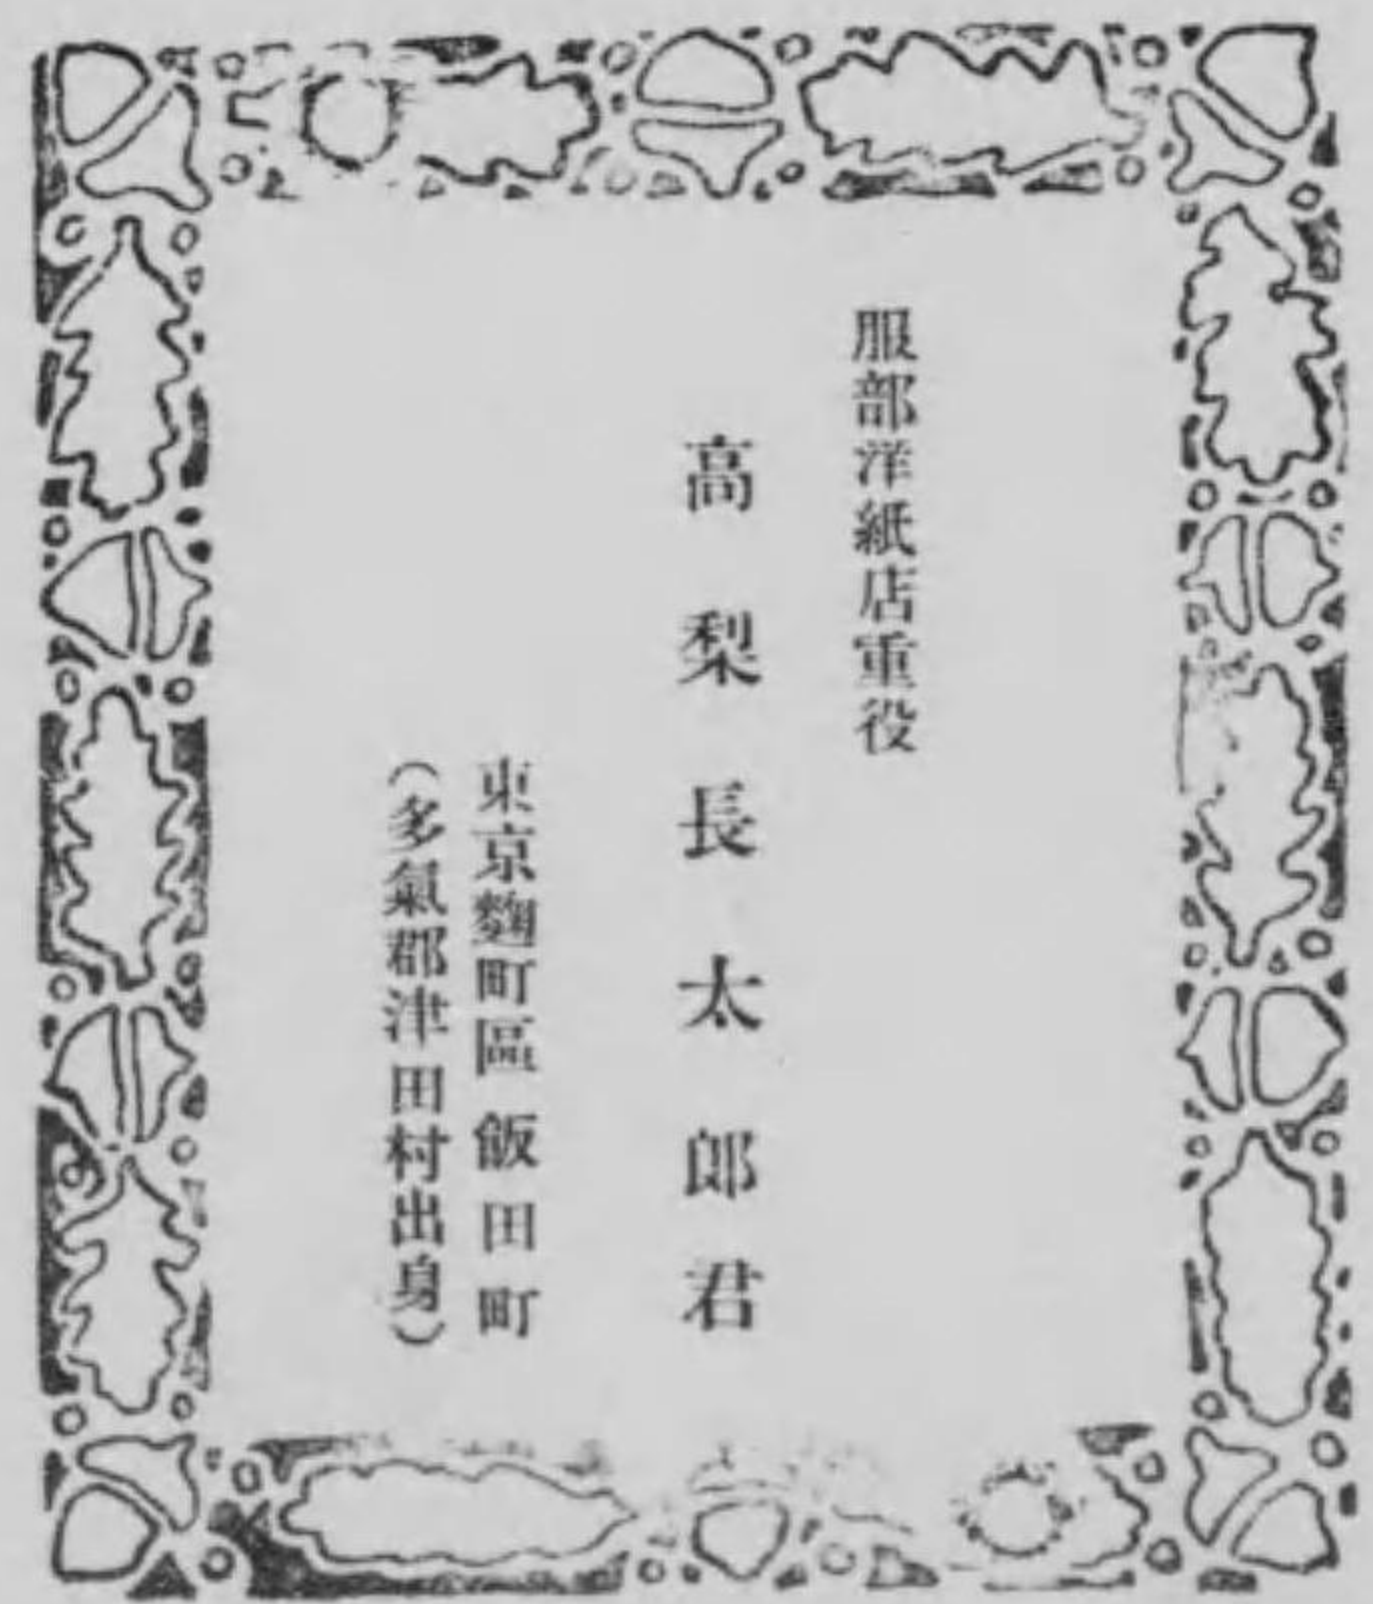 服部洋紙店重役
高梨長太郎君
東京麴町區飯田町
(多氣郡津田村出身)